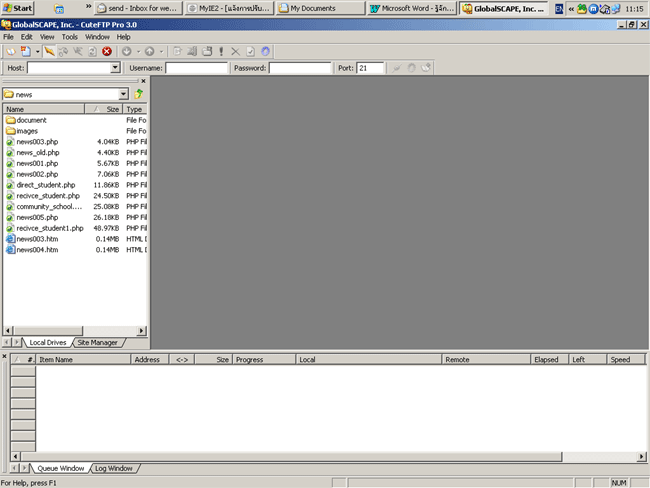 Start
send - Inbox for we...
MyIE2 - [แจ้งการปรับ...
My Documents
Microsoft Word - รู้จัก...
GlobalSCAPE, Inc. ...
EN
«
11:15
GlobalSCAPE, Inc. - CuteFTP Pro 3.0
File Edit View Tools Window Help
Host: Username: Password: Port: 21
news
Name Size Type
document File Fo
images File Fo
news003.php 4.04KB PHP Fil
news_old.php 4.40KB PHP Fil
news001.php 5.67KB PHP Fil
news002.php 7.06KB PHP Fil
direct_student.php 11.86KB PHP Fil
recivce_student.php 24.50KB PHP Fil
community_school.... 25.08KB PHP Fil
news005.php 26.18KB PHP Fil
recivce_student1.php 48.97KB PHP Fil
news003.htm 0.14MB HTML D
news004.htm 0.14MB HTML D
Local Drives Site Manager
#. Item Name Address <-> Size Progress Local Remote Elapsed Left Speed
Queue Window Log Window
For Help, press F1
NUM